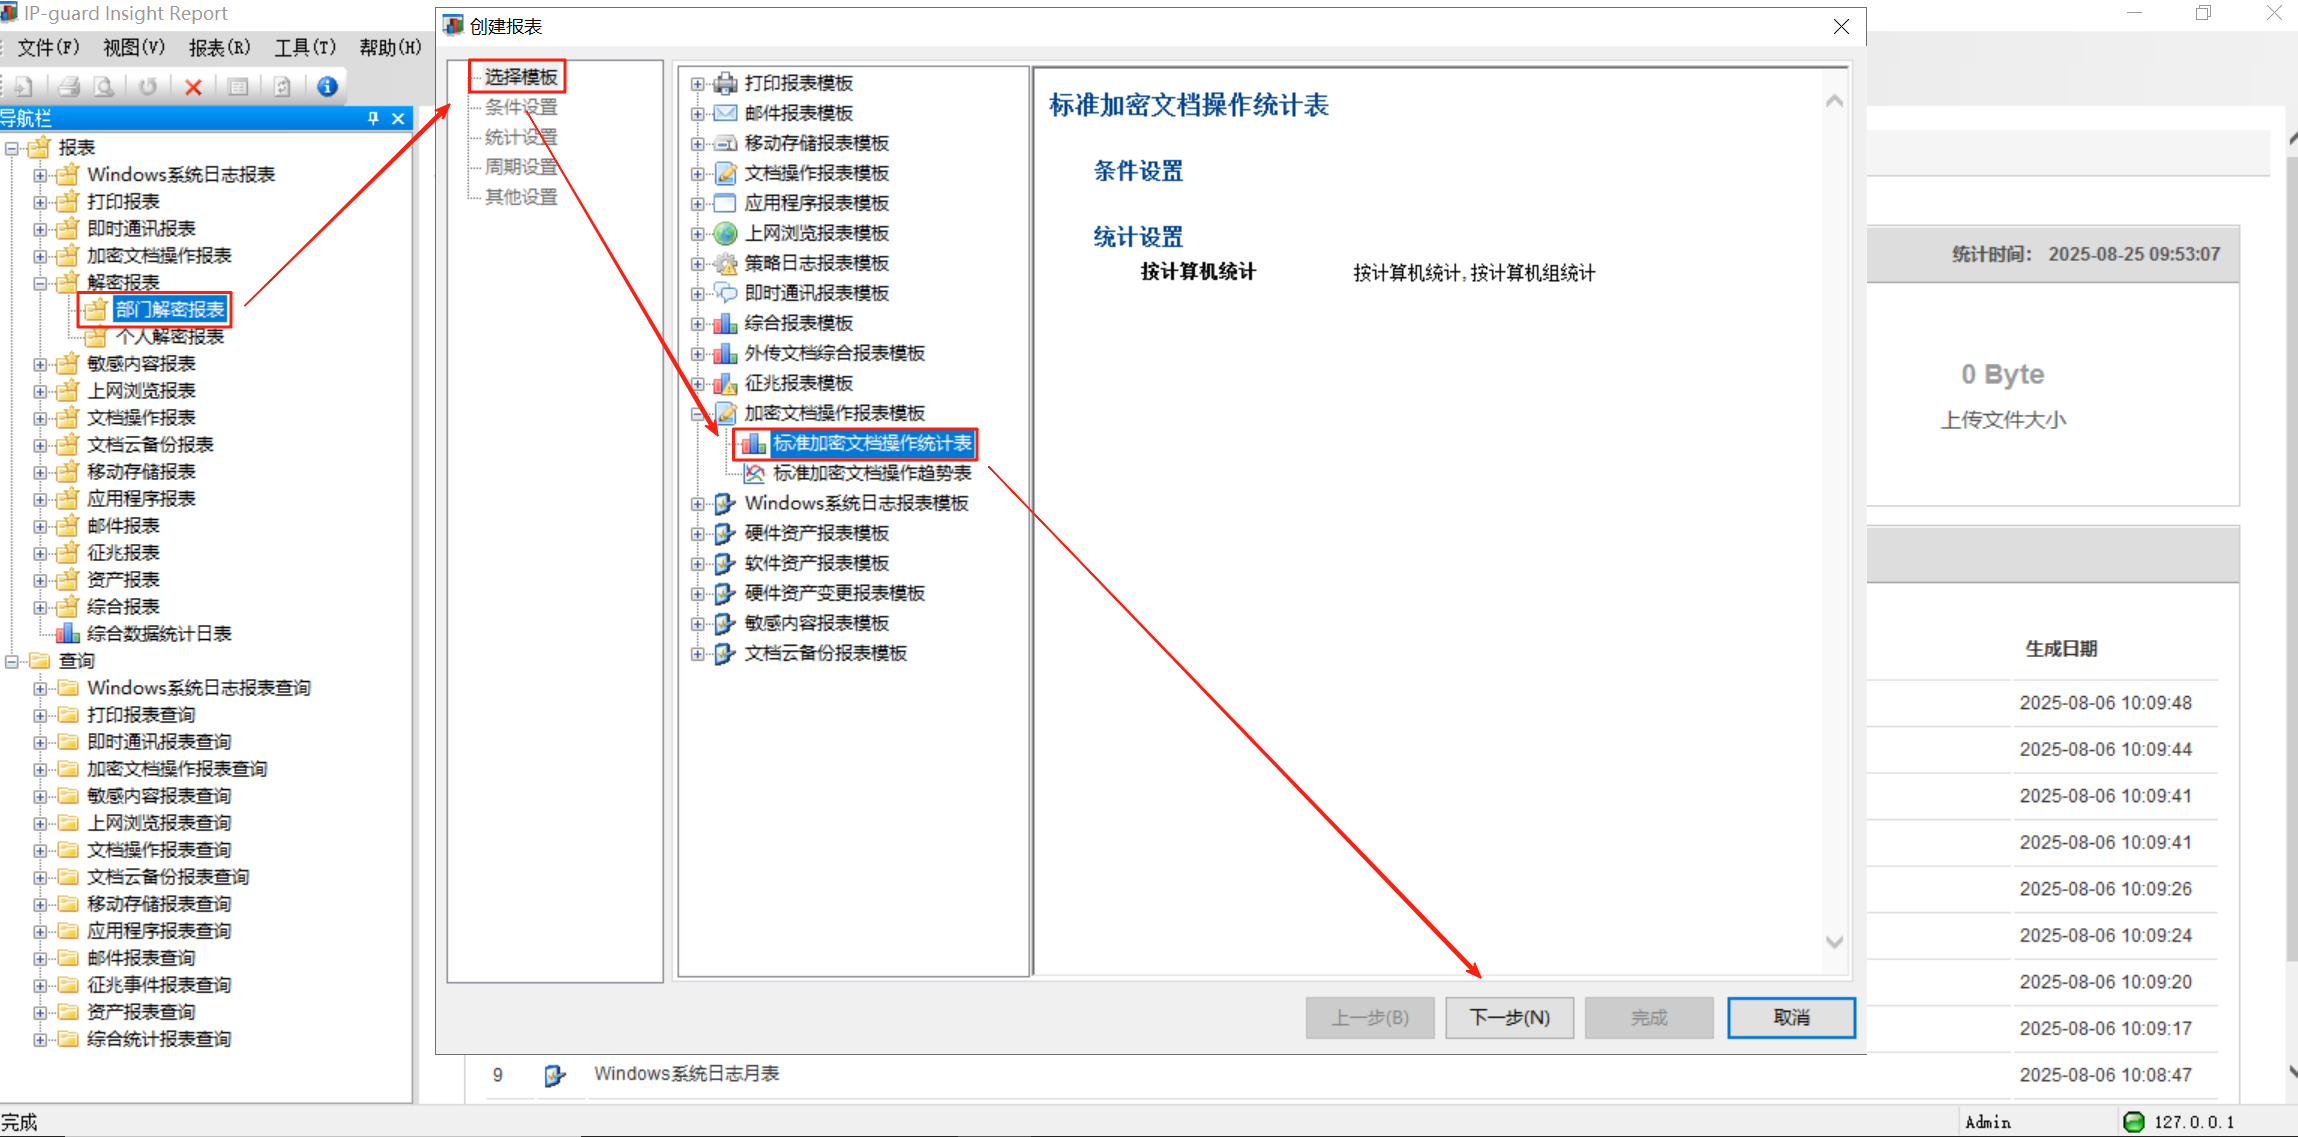 IP-guard Insight Report
文件(F) 视图(V) 报表(R) 工具(T) 帮助(H)
导航栏
报表
Windows系统日志报表
打印报表
即时通讯报表
加密文档操作报表
解密报表
部门解密报表
个人解密报表
敏感内容报表
上网浏览报表
文档操作报表
文档云备份报表
移动存储报表
应用程序报表
邮件报表
征兆报表
资产报表
综合报表
综合数据统计日表
查询
Windows系统日志报表查询
打印报表查询
即时通讯报表查询
加密文档操作报表查询
敏感内容报表查询
上网浏览报表查询
文档操作报表查询
文档云备份报表查询
移动存储报表查询
应用程序报表查询
邮件报表查询
征兆事件报表查询
资产报表查询
综合统计报表查询
创建报表
选择模板
条件设置
统计设置
周期设置
其他设置
打印报表模板
邮件报表模板
移动存储报表模板
文档操作报表模板
应用程序报表模板
上网浏览报表模板
策略日志报表模板
即时通讯报表模板
综合报表模板
外传文档综合报表模板
征兆报表模板
加密文档操作报表模板
标准加密文档操作统计表
标准加密文档操作趋势表
Windows系统日志报表模板
硬件资产报表模板
软件资产报表模板
硬件资产变更报表模板
敏感内容报表模板
文档云备份报表模板
标准加密文档操作统计表
条件设置
统计设置
按计算机统计 按计算机统计,按计算机组统计
上一步(B) 下一步(N) 完成 取消
统计时间： 2025-08-25 09:53:07
0 Byte
上传文件大小
生成日期
2025-08-06 10:09:48
2025-08-06 10:09:44
2025-08-06 10:09:41
2025-08-06 10:09:41
2025-08-06 10:09:26
2025-08-06 10:09:24
2025-08-06 10:09:20
2025-08-06 10:09:17
9 Windows系统日志月表 2025-08-06 10:08:47
完成 Admin 127.0.0.1